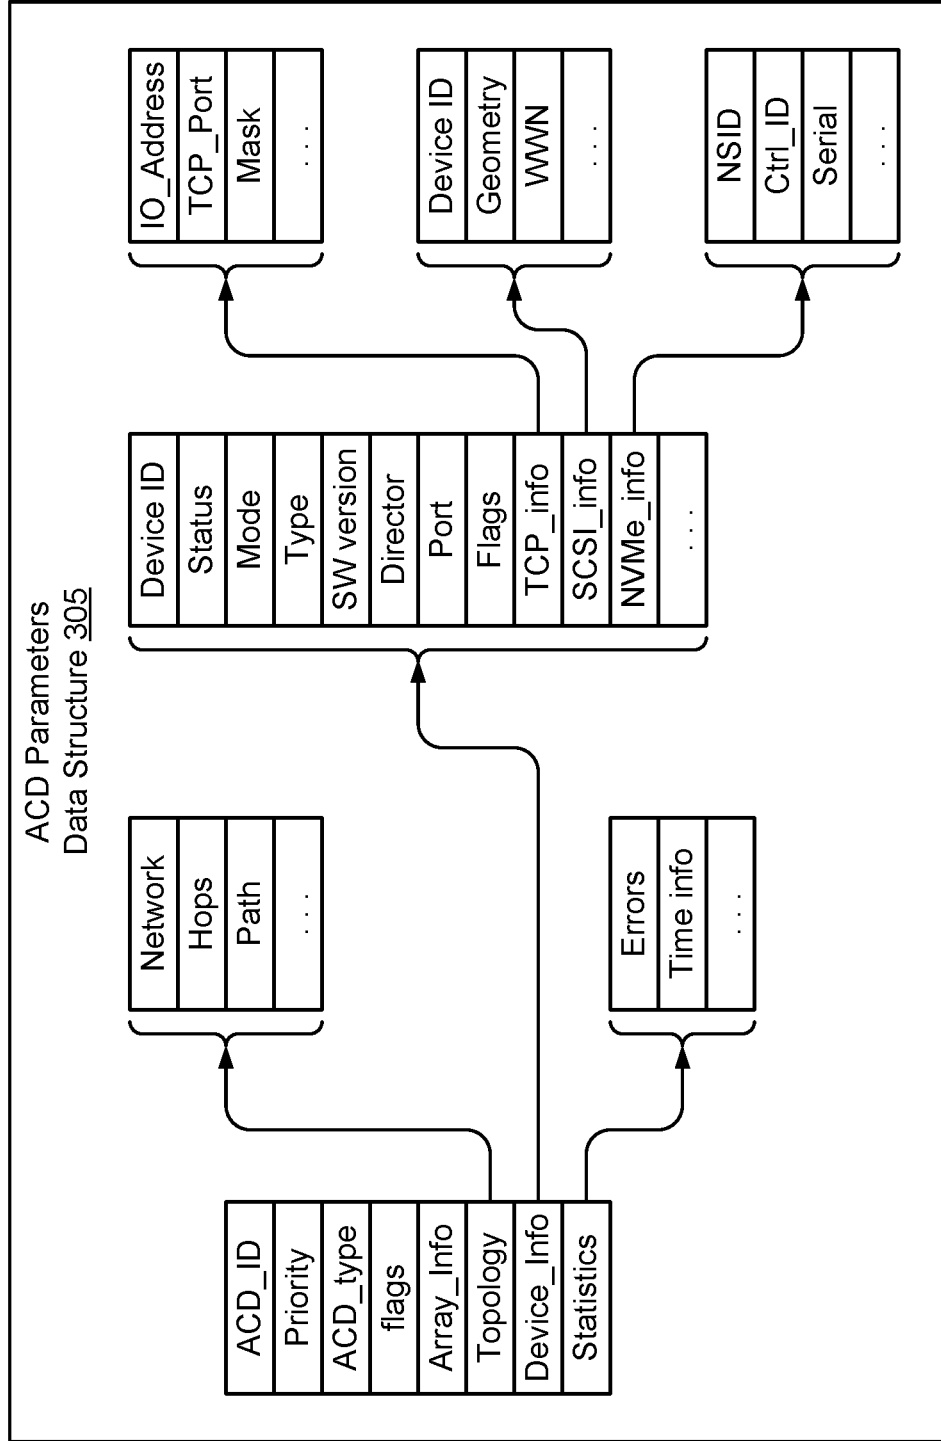 ACD Parameters
Data Structure 305
ACD_ID
Priority
ACD_type
flags
Array_Info
Topology
Device_Info
Statistics
Network
Hops
Path
. . .
Errors
Time info
. . .
Device ID
Status
Mode
Type
SW version
Director
Port
Flags
TCP_info
SCSI_info
NVMe_info
. . .
IO_Address
TCP_Port
Mask
. . .
Device ID
Geometry
WWN
. . .
NSID
Ctrl_ID
Serial
. . .